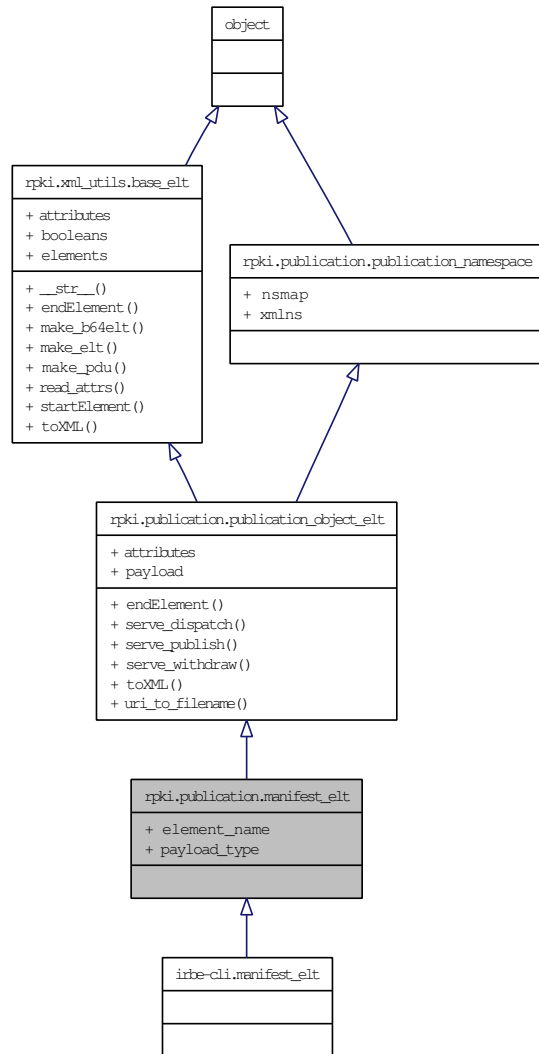 object
rpki.xml_utils.base_elt
+ attributes
+ booleans
+ elements
+ __str__()
+ endElement()
+ make_b64elt()
+ make_elt()
+ make_pdu()
+ read_attrs()
+ startElement()
+ toXML()
rpki.publication.publication_namespace
+ nsmap
+ xmlns
rpki.publication.publication_object_elt
+ attributes
+ payload
+ endElement()
+ serve_dispatch()
+ serve_publish()
+ serve_withdraw()
+ toXML()
+ uri_to_filename()
rpki.publication.manifest_elt
+ element_name
+ payload_type
irbe-cli.manifest_elt